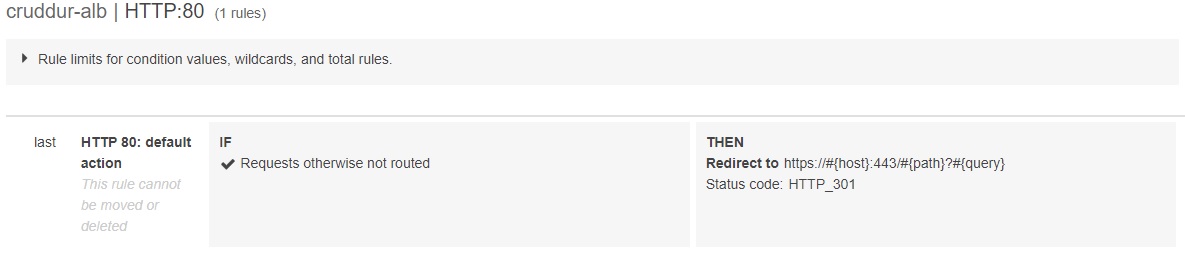 cruddur-alb | HTTP:80 (1 rules)
Rule limits for condition values, wildcards, and total rules.
last
HTTP 80: default
action
This rule cannot
be moved or
deleted
IF
Requests otherwise not routed
THEN
Redirect to https://#{host}:443/#{path}?#{query}
Status code: HTTP_301